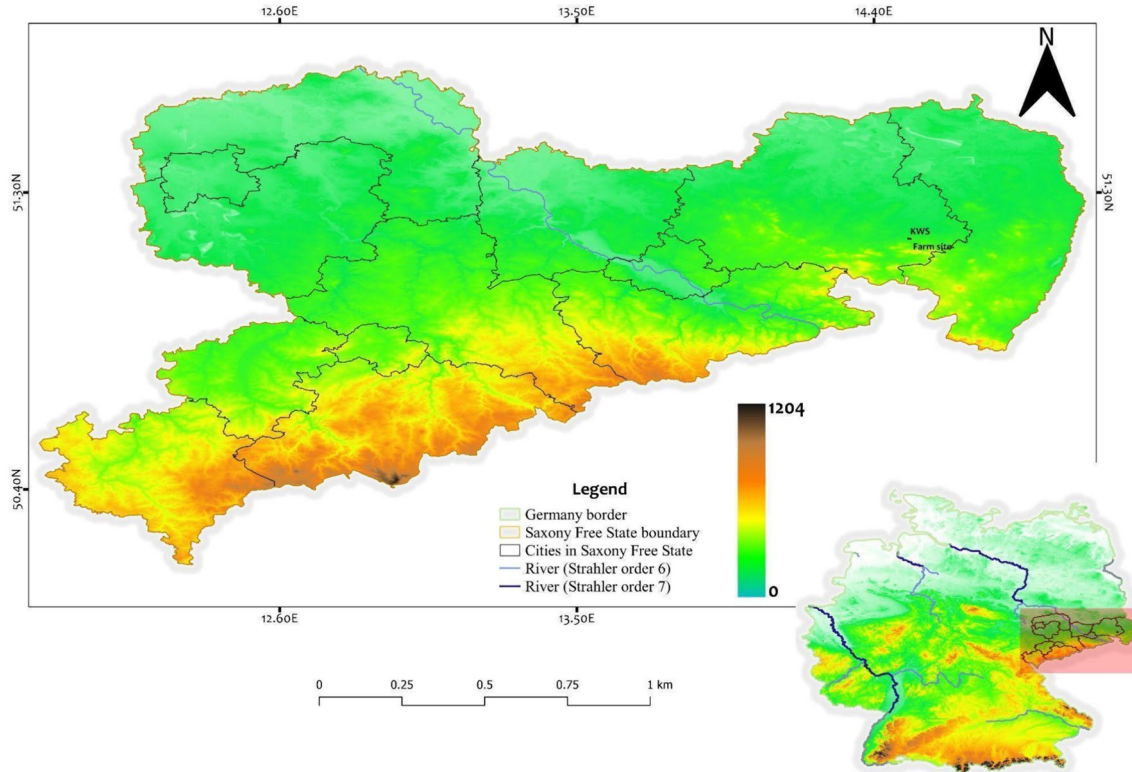 12.60E 13.50E 14.40E
N
51.30N 51.30N
KWS
Farm site
1204
50.40N
Legend
Germany border
Saxony Free State boundary
Cities in Saxony Free State
River (Strahler order 6)
River (Strahler order 7)
0
12.60E 13.50E
0 0.25 0.5 0.75 1 km